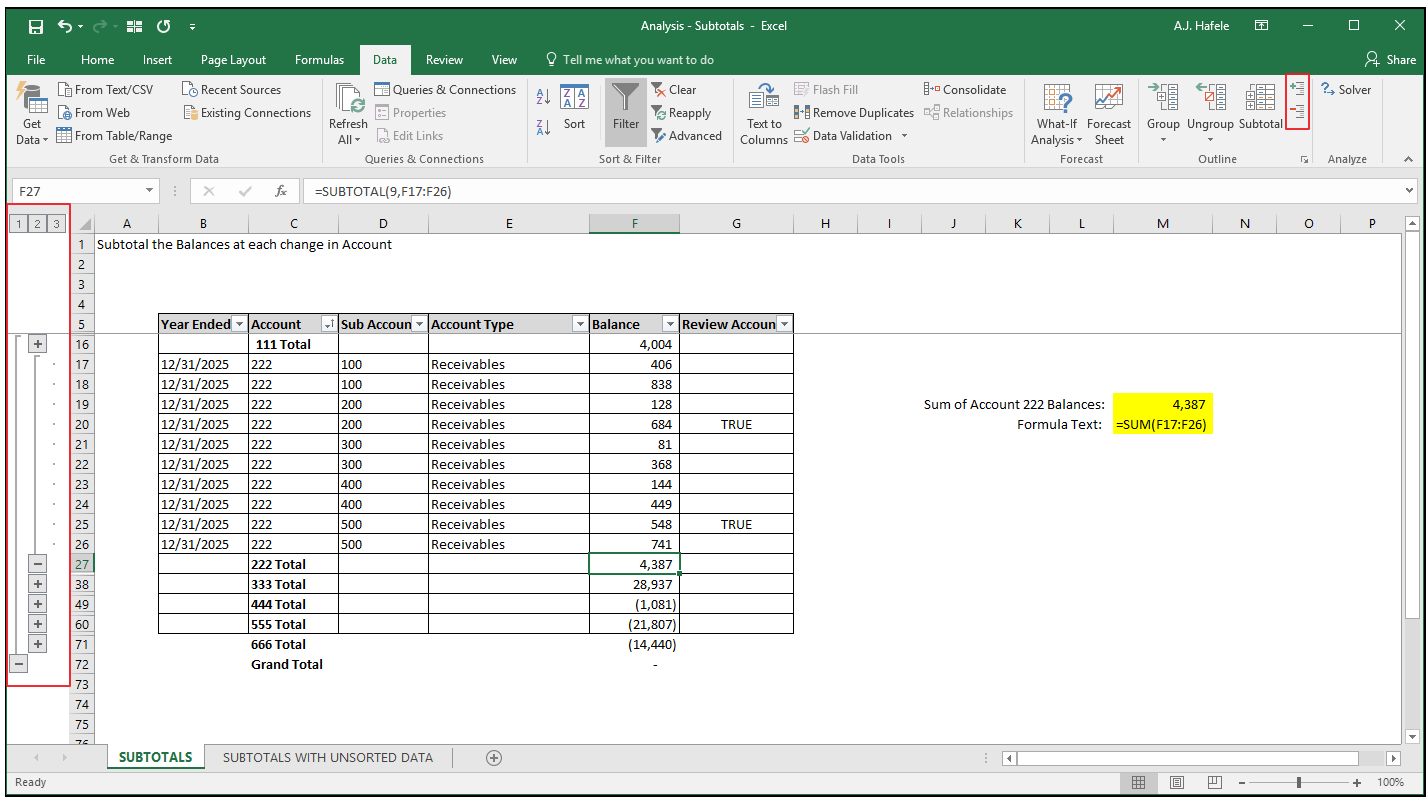 Analysis - Subtotals - Excel
A.J. Hafele
File Home Insert Page Layout Formulas Data Review View Tell me what you want to do Share
Get Data
From Text/CSV
From Web
From Table/Range
Recent Sources
Existing Connections
Get & Transform Data
Refresh All
Queries & Connections
Properties
Edit Links
Queries & Connections
Sort
Filter
Clear
Reapply
Advanced
Sort & Filter
Text to Columns
Flash Fill
Remove Duplicates
Data Validation
Consolidate
Relationships
Data Tools
What-If Analysis
Forecast Sheet
Forecast
Group
Ungroup
Subtotal
Outline
Solver
Analyze
F27 fx =SUBTOTAL(9,F17:F26)
1 2 3 A B C D E F G H I J K L M N O P
1 Subtotal the Balances at each change in Account
2
3
4
5 Year Ended Account Sub Accoun Account Type Balance Review Accoun
16 111 Total 4,004
17 12/31/2025 222 100 Receivables 406
18 12/31/2025 222 100 Receivables 838
19 12/31/2025 222 200 Receivables 128 Sum of Account 222 Balances: 4,387
20 12/31/2025 222 200 Receivables 684 TRUE Formula Text: =SUM(F17:F26)
21 12/31/2025 222 300 Receivables 81
22 12/31/2025 222 300 Receivables 368
23 12/31/2025 222 400 Receivables 144
24 12/31/2025 222 400 Receivables 449
25 12/31/2025 222 500 Receivables 548 TRUE
26 12/31/2025 222 500 Receivables 741
27 222 Total 4,387
38 333 Total 28,937
49 444 Total (1,081)
60 555 Total (21,807)
71 666 Total (14,440)
72 Grand Total -
73
74
75
76
SUBTOTALS SUBTOTALS WITH UNSORTED DATA
Ready 100%